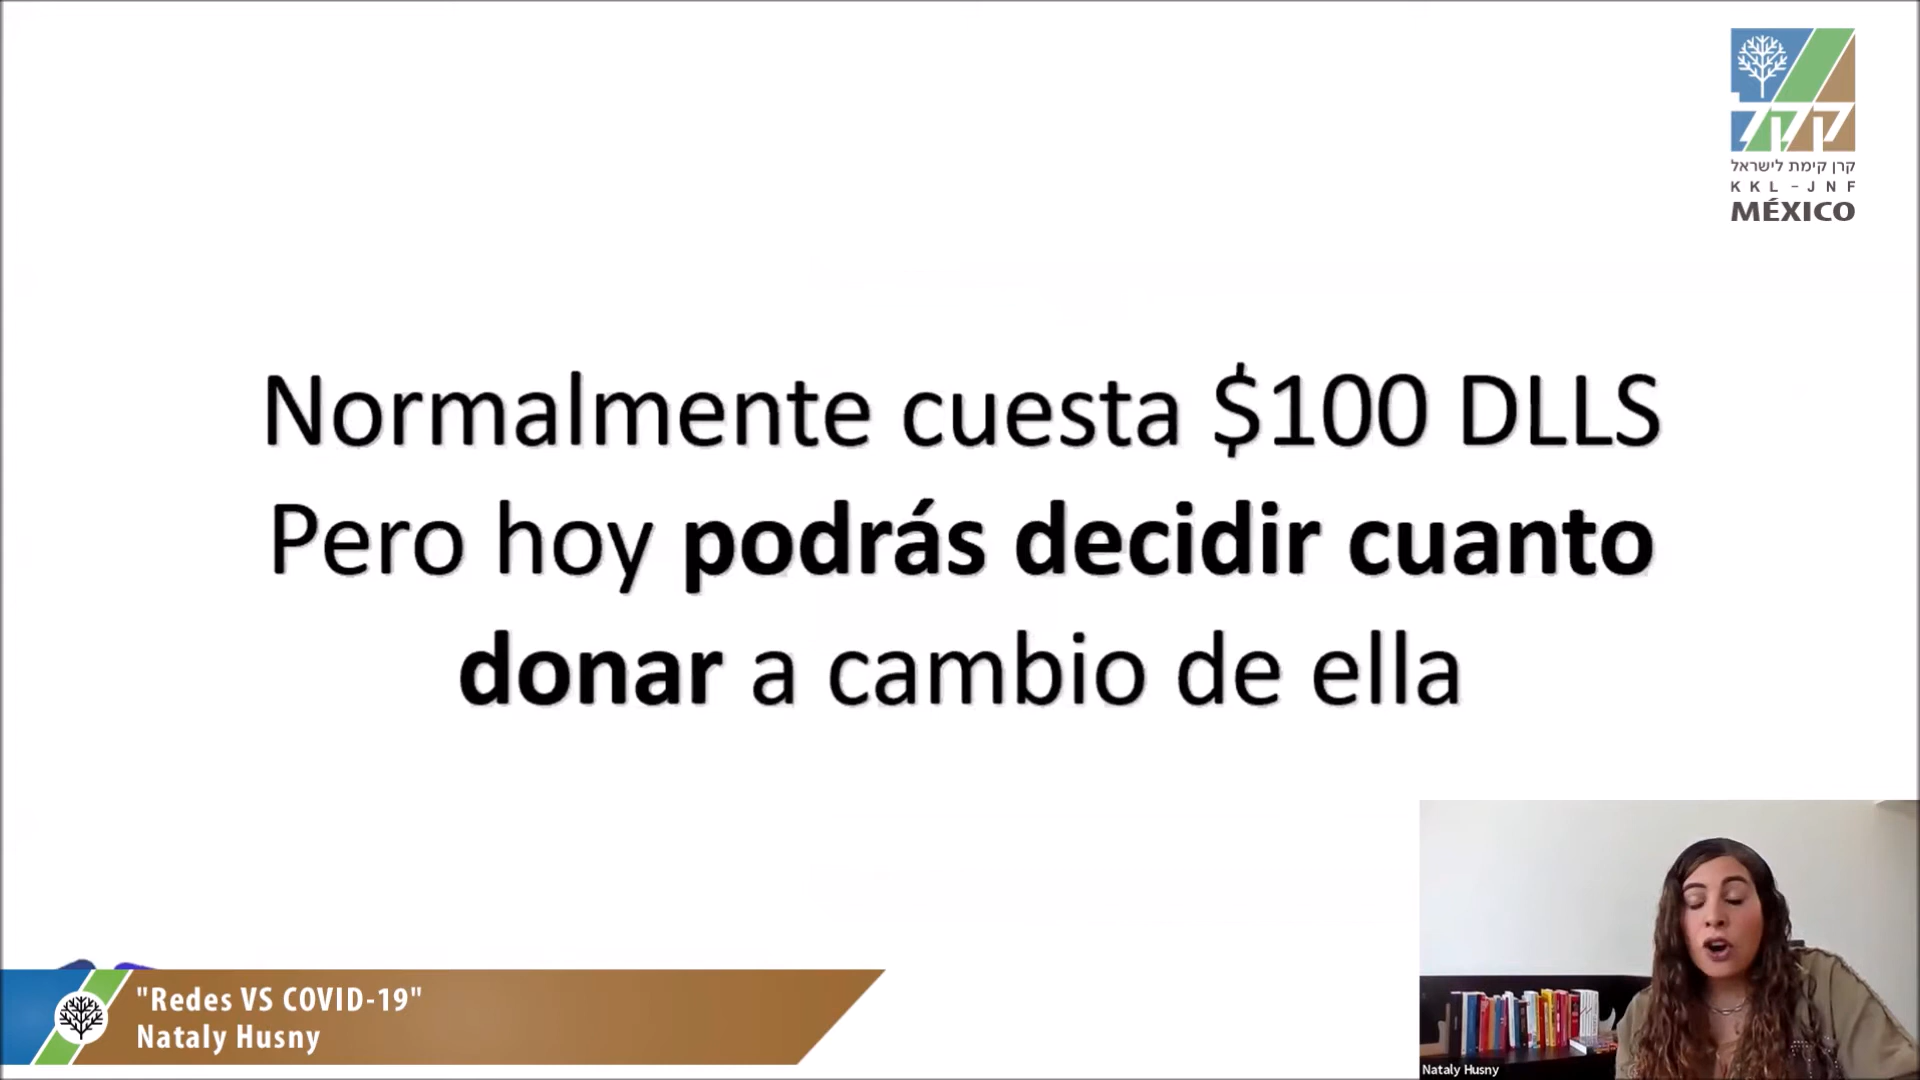 קקל
קרן קימת לישראל
KKL-JNF
MÉXICO
Normalmente cuesta $100 DLLS
Pero hoy podrás decidir cuanto
donar a cambio de ella
"Redes VS COVID-19"
Nataly Husny
Nataly Husny